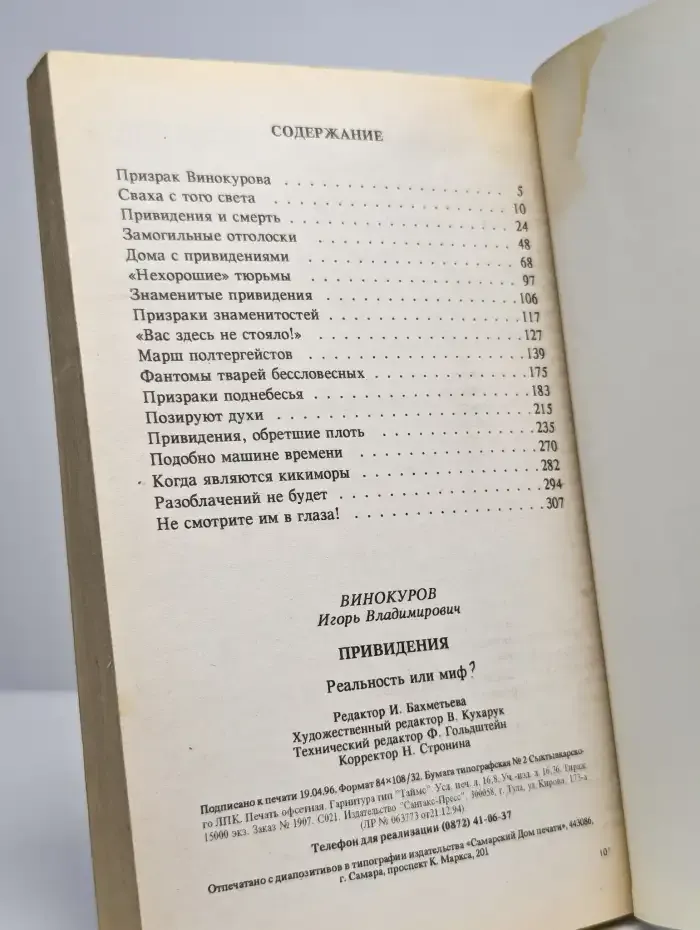 СОДЕРЖАНИЕ
Призрак Винокурова . . . . . . . . . . . . . . . . . . 5
Сваха с того света . . . . . . . . . . . . . . . . . . 10
Привидения и смерть . . . . . . . . . . . . . . . . . 24
Замогильные отголоски . . . . . . . . . . . . . . . 48
Дома с привидениями . . . . . . . . . . . . . . . . 68
«Нехорошие» тюрьмы . . . . . . . . . . . . . . . . 97
Знаменитые привидения . . . . . . . . . . . . . . 106
Призраки знаменитостей . . . . . . . . . . . . . . 117
«Вас здесь не стояло!» . . . . . . . . . . . . . . . 127
Марш полтергейстов . . . . . . . . . . . . . . . . 139
Фантомы тварей бессловесных . . . . . . . . . . . 175
Призраки поднебесья . . . . . . . . . . . . . . . . 183
Позируют духи . . . . . . . . . . . . . . . . . . . 215
Привидения, обретшие плоть . . . . . . . . . . . . 235
Подобно машине времени . . . . . . . . . . . . . 270
Когда являются кикиморы . . . . . . . . . . . . . 282
Разоблачений не будет . . . . . . . . . . . . . . . 294
Не смотрите им в глаза! . . . . . . . . . . . . . . 307
ВИНОКУРОВ
Игорь Владимирович
ПРИВИДЕНИЯ
Реальность или миф?
Редактор И. Бахметьева
Художественный редактор В. Кухарук
Технический редактор Ф. Гольдштейн
Корректор Н. Стронина
Подписано к печати 19.04.96. Формат 84×108/32. Бумага типографская № 2 Сыктывкарско-
го ЛПК. Печать офсетная. Гарнитура тип "Таймс". Усл. печ. л. 16,8. Уч.-изд. л. 16,36. Тираж
15000 экз. Заказ № 1907. С021. Издательство "Сантакс-Пресс". 300058, г. Тула, ул. Кирова, 173-а
(ЛР № 063773 от 21.12.94)
Телефон для реализации (0872) 41-06-37
Отпечатано с диапозитивов в типографии издательства «Самарский Дом печати», 443086,
г. Самара, проспект К. Маркса, 201